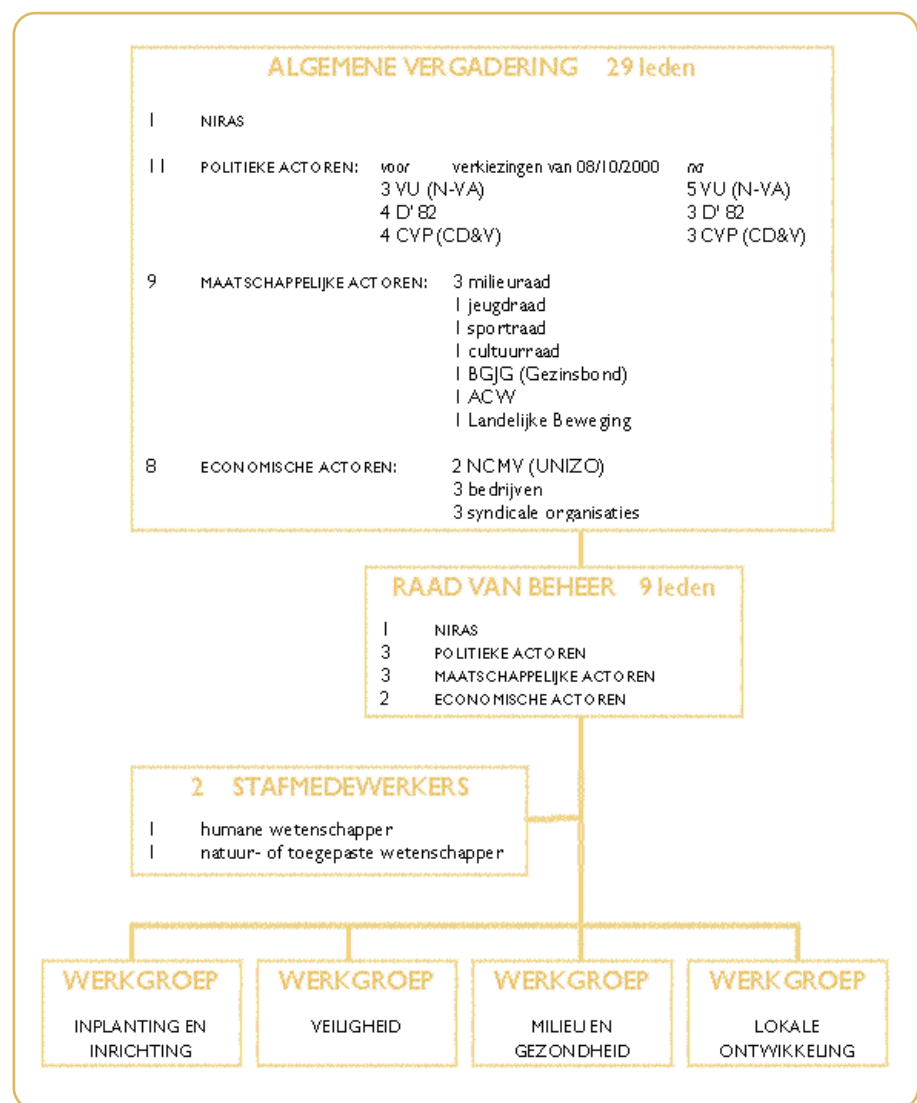 ALGEMENE VERGADERING 29 leden
1 NIRAS
11 POLITIEKE ACTOREN: voor verkiezingen van 08/10/2000 na
3 VU (N-VA) 5 VU (N-VA)
4 D' 82 3 D' 82
4 CVP (CD&V) 3 CVP (CD&V)
9 MAATSCHAPPELIJKE ACTOREN: 3 milieuraad
1 jeugdraad
1 sportraad
1 cultuurraad
1 BGJG (Gezinsbond)
1 ACW
1 Landelijke Beweging
8 ECONOMISCHE ACTOREN: 2 NCMV (UNIZO)
3 bedrijven
3 syndicale organisaties
RAAD VAN BEHEER 9 leden
1 NIRAS
3 POLITIEKE ACTOREN
3 MAATSCHAPPELIJKE ACTOREN
2 ECONOMISCHE ACTOREN
2 STAFMEDEWERKERS
1 humane wetenschapper
1 natuur- of toegepaste wetenschapper
WERKGROEP
INPLANTING EN
INRICHTING
WERKGROEP
VEILIGHEID
WERKGROEP
MILIEU EN
GEZONDHEID
WERKGROEP
LOKALE
ONTWIKKELING